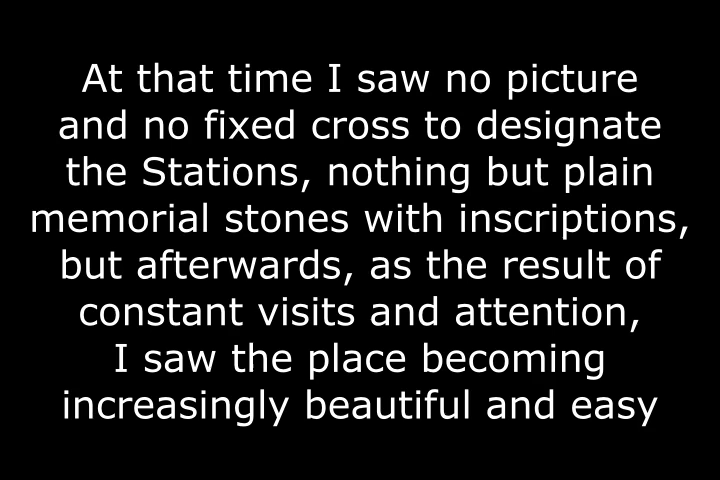 At that time I saw no picture
and no fixed cross to designate
the Stations, nothing but plain
memorial stones with inscriptions,
but afterwards, as the result of
constant visits and attention,
I saw the place becoming
increasingly beautiful and easy